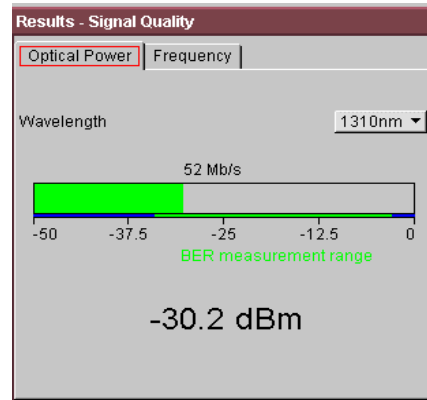 Results - Signal Quality
Optical Power Frequency
Wavelength 1310nm
52 Mb/s
-50 -37.5 -25 -12.5 0
BER measurement range
-30.2 dBm